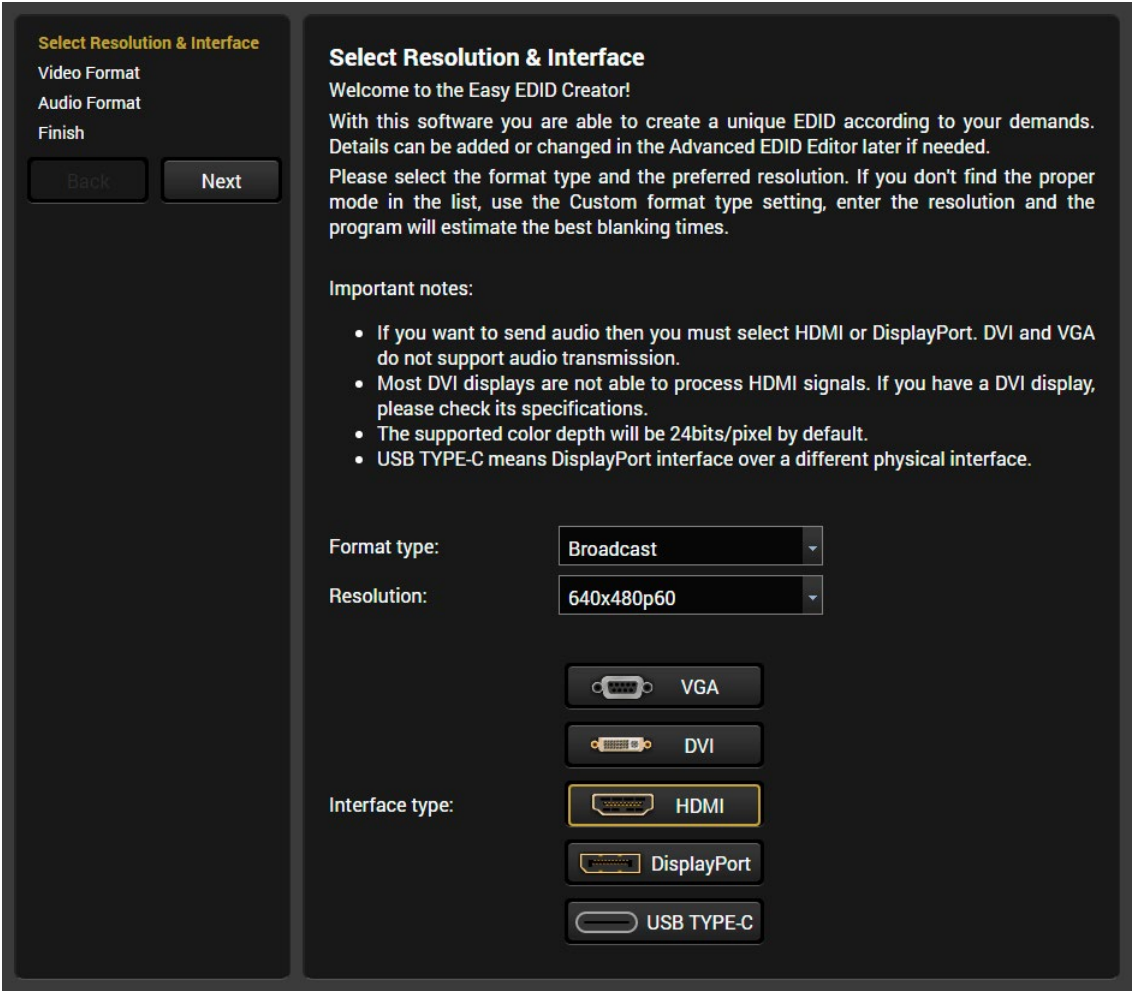 Select Resolution & Interface
Video Format
Audio Format
Finish
Back
Next
Select Resolution & Interface
Welcome to the Easy EDID Creator!
With this software you are able to create a unique EDID according to your demands.
Details can be added or changed in the Advanced EDID Editor later if needed.
Please select the format type and the preferred resolution. If you don't find the proper
mode in the list, use the Custom format type setting, enter the resolution and the
program will estimate the best blanking times.
Important notes:
• If you want to send audio then you must select HDMI or DisplayPort. DVI and VGA
do not support audio transmission.
• Most DVI displays are not able to process HDMI signals. If you have a DVI display,
please check its specifications.
• The supported color depth will be 24bits/pixel by default.
• USB TYPE-C means DisplayPort interface over a different physical interface.
Format type:
Broadcast
Resolution:
640x480p60
VGA
DVI
Interface type:
HDMI
DisplayPort
USB TYPE-C